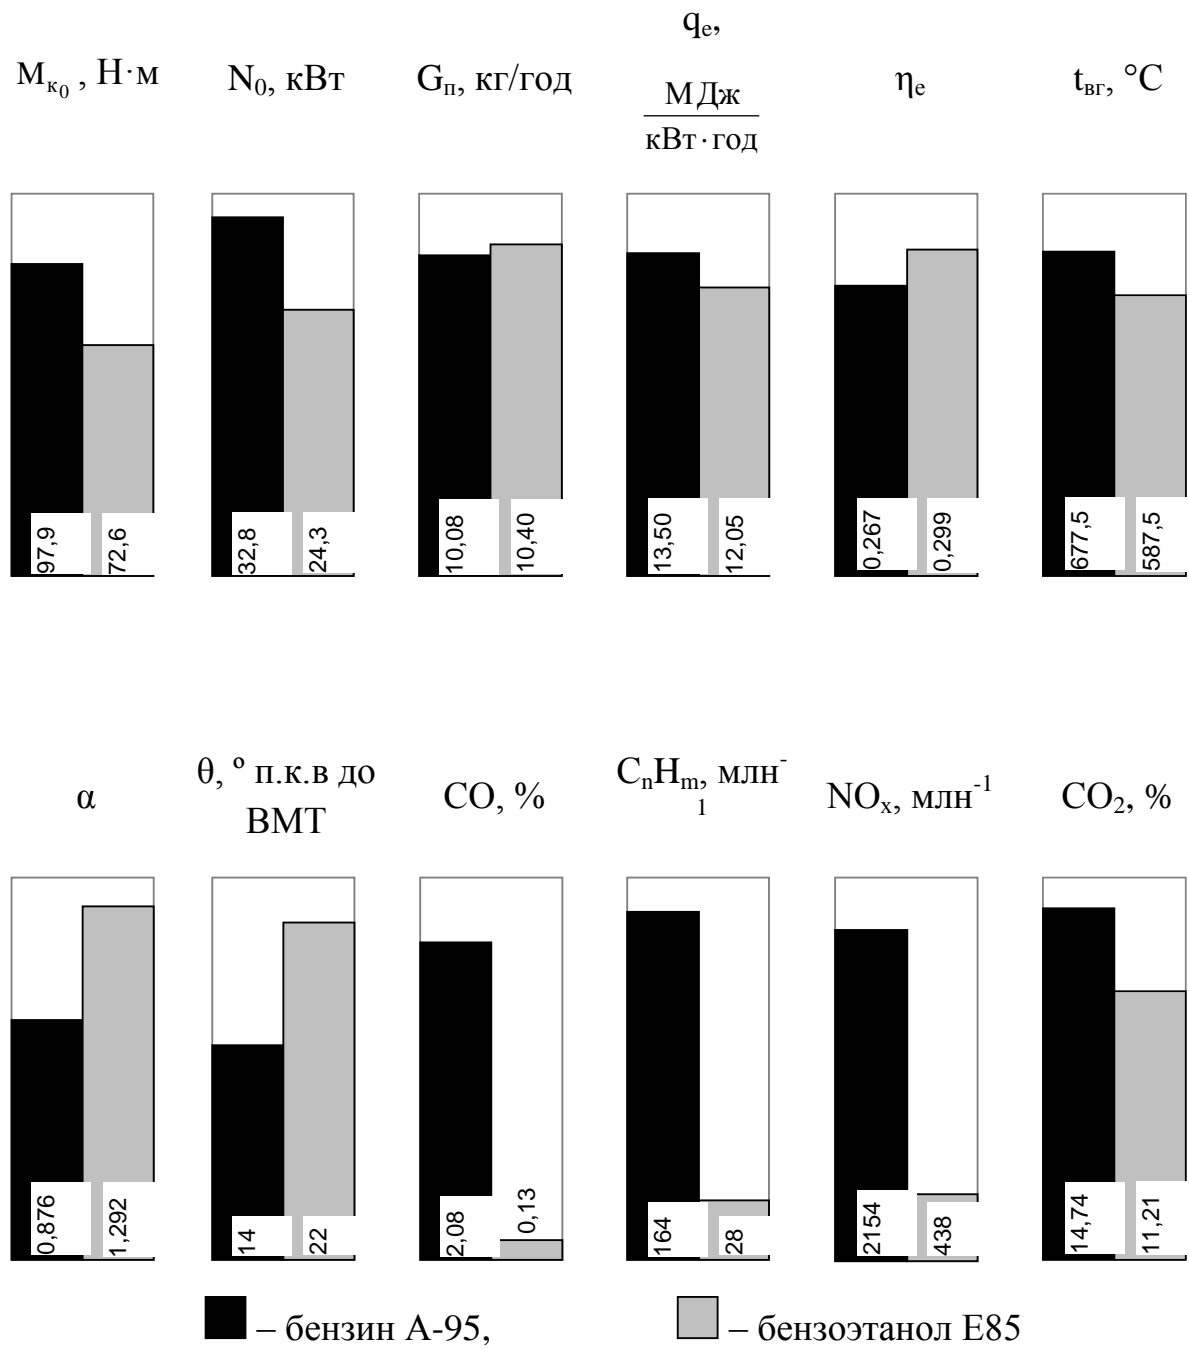 Mк0 , Н·м
N0, кВт
Gп, кг/год
qe,
МДж
кВт·год
ηe
tвг, °C
97,9
72,6
32,8
24,3
10,08
10,40
13,50
12,05
0,267
0,299
677,5
587,5
α
θ, º п.к.в до
ВМТ
CO, %
CnHm, млн-
1
NOx, млн-1
CO2, %
0,876
1,292
14
22
2,08
0,13
164
28
2154
438
14,74
11,21
– бензин А-95,
– бензоэтанол Е85